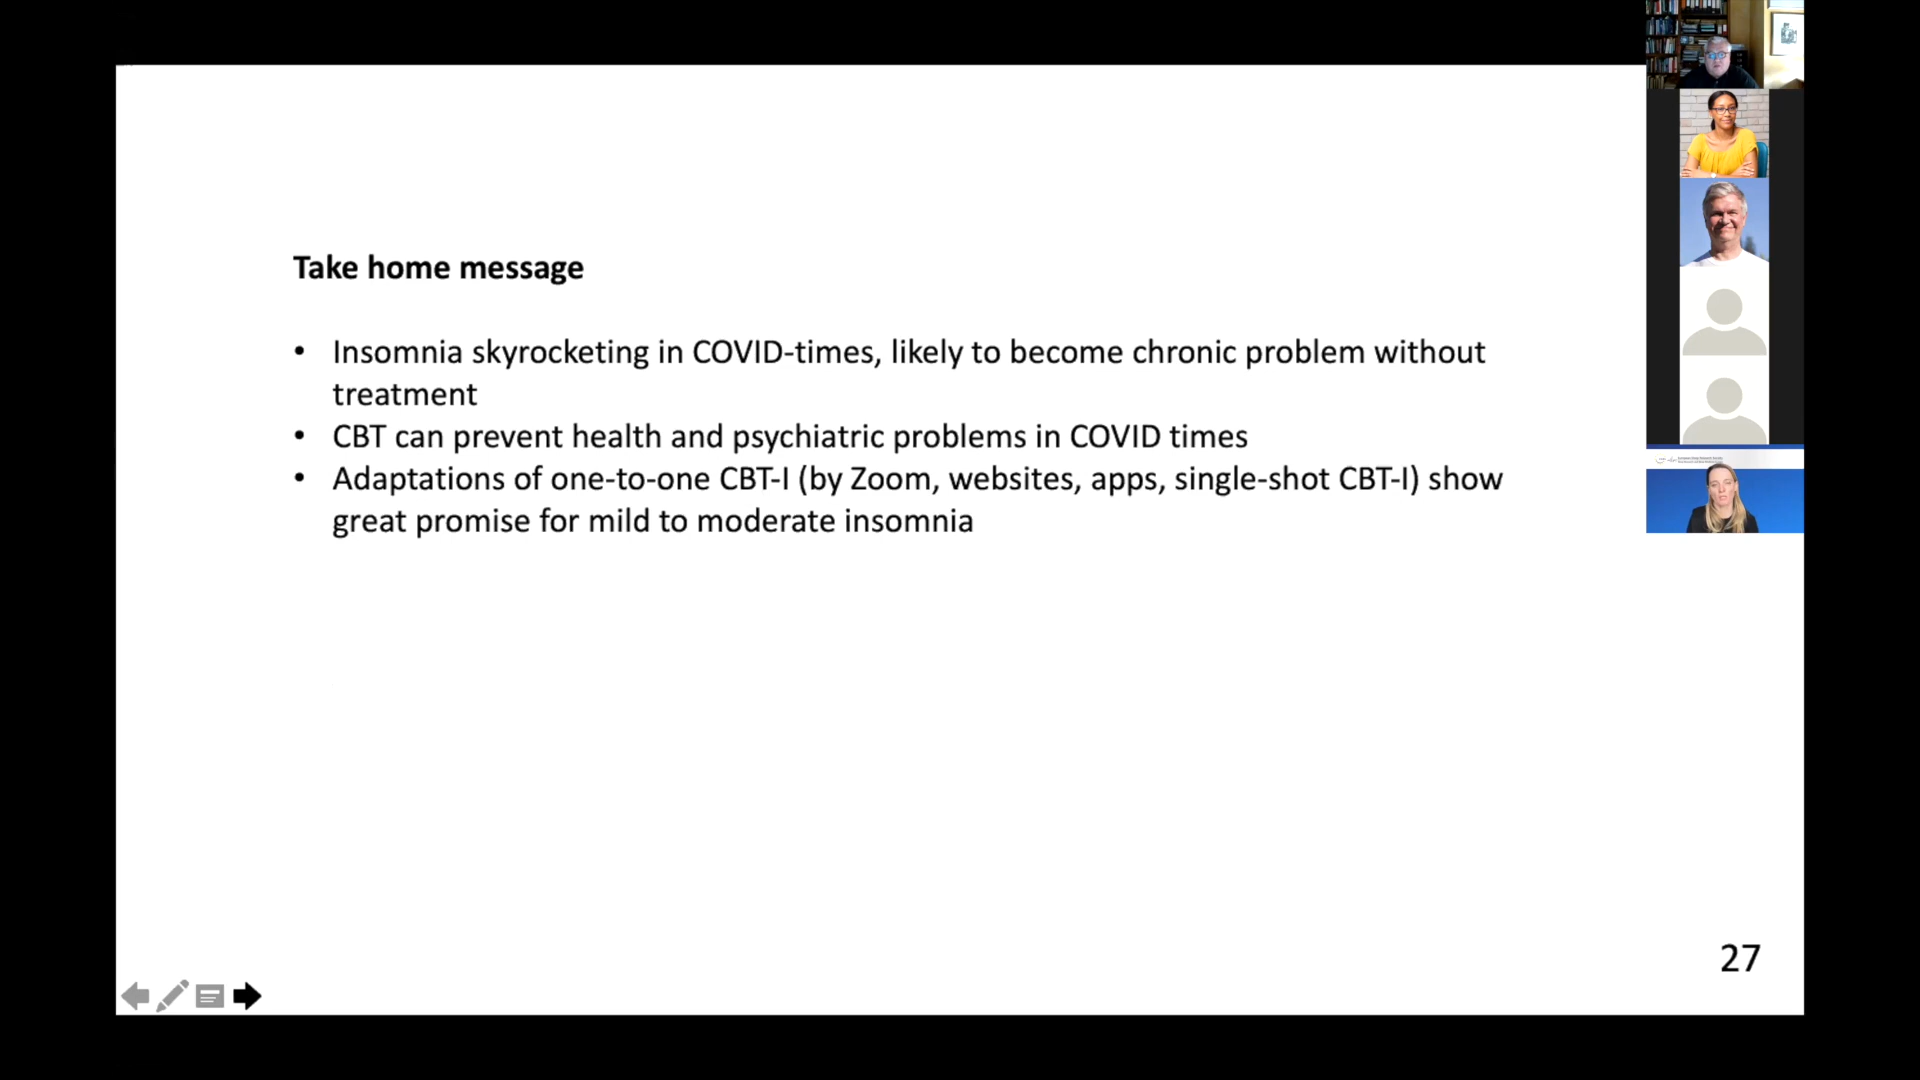 Take home message
• Insomnia skyrocketing in COVID-times, likely to become chronic problem without
treatment
• CBT can prevent health and psychiatric problems in COVID times
• Adaptations of one-to-one CBT-I (by Zoom, websites, apps, single-shot CBT-I) show
great promise for mild to moderate insomnia
27